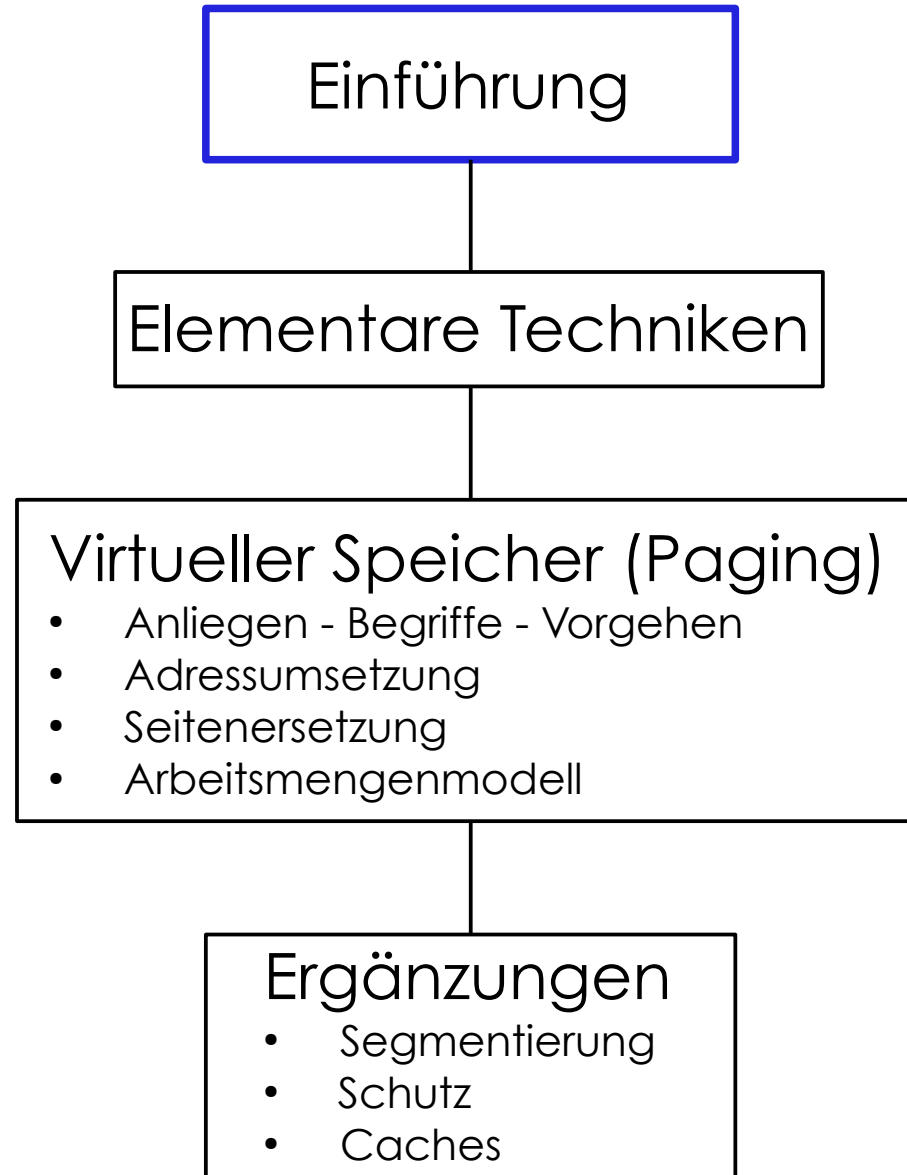 Einführung
Elementare Techniken
Virtueller Speicher (Paging)
• Anliegen - Begriffe - Vorgehen
• Adressumsetzung
• Seitenersetzung
• Arbeitsmengenmodell
Ergänzungen
• Segmentierung
• Schutz
• Caches